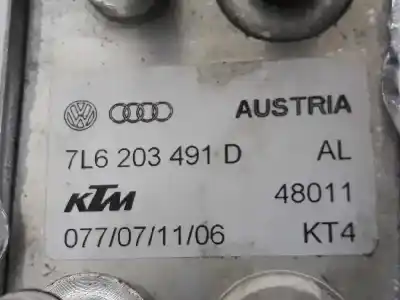 AUSTRIA
7L6 203 491 D AL
KTM 48011
077/07/11/06 KT4